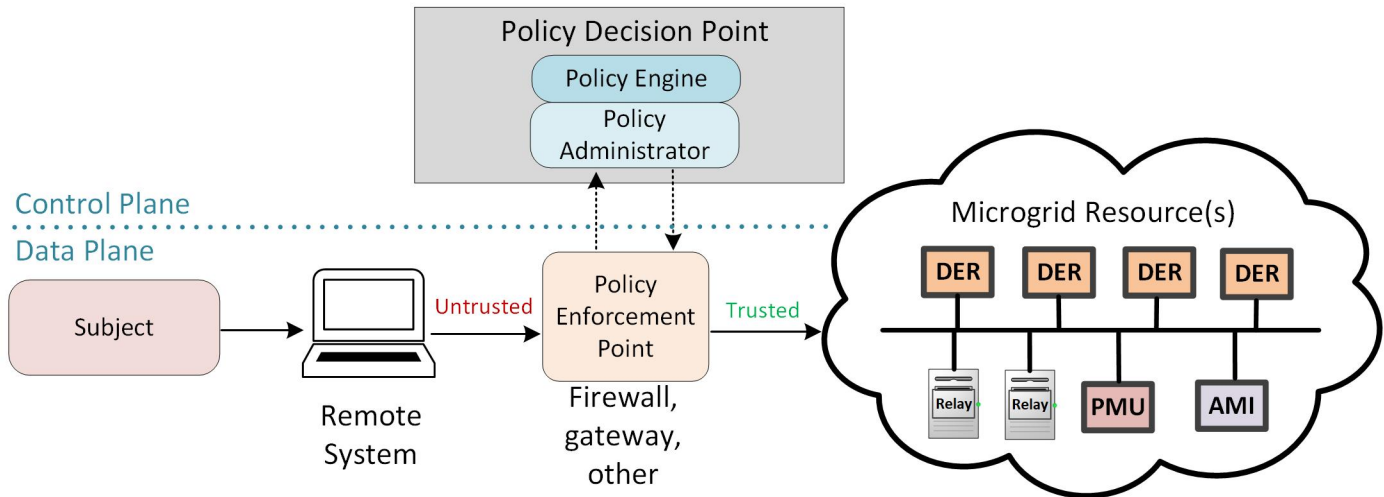 Policy Decision Point
Policy Engine
Policy
Administrator
Control Plane
Data Plane
Subject
Remote
System
Untrusted
Policy
Enforcement
Point
Firewall,
gateway,
other
Trusted
Microgrid Resource(s)
DER
DER
DER
DER
Relay
Relay
PMU
AMI